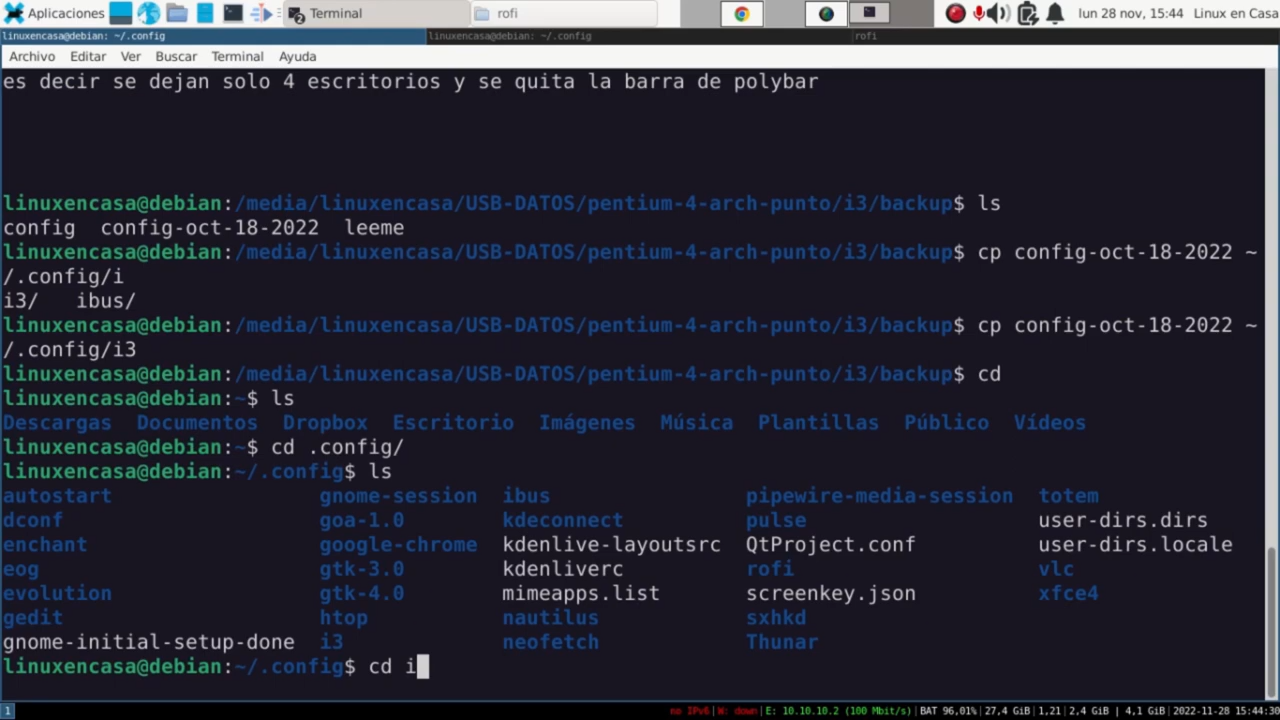 Aplicaciones Terminal rofi lun 28 nov, 15:44 Linux en Casa
linuxencasa@debian: ~/.config linuxencasa@debian: ~/.config rofi
Archivo Editar Ver Buscar Terminal Ayuda
es decir se dejan solo 4 escritorios y se quita la barra de polybar
linuxencasa@debian:/media/linuxencasa/USB-DATOS/pentium-4-arch-punto/i3/backup$ ls
config config-oct-18-2022 leeme
linuxencasa@debian:/media/linuxencasa/USB-DATOS/pentium-4-arch-punto/i3/backup$ cp config-oct-18-2022 ~
/.config/i
i3/ ibus/
linuxencasa@debian:/media/linuxencasa/USB-DATOS/pentium-4-arch-punto/i3/backup$ cp config-oct-18-2022 ~
/.config/i3
linuxencasa@debian:/media/linuxencasa/USB-DATOS/pentium-4-arch-punto/i3/backup$ cd
linuxencasa@debian:~$ ls
Descargas Documentos Dropbox Escritorio Imágenes Música Plantillas Público Vídeos
linuxencasa@debian:~$ cd .config/
linuxencasa@debian:~/.config$ ls
autostart gnome-session ibus pipewire-media-session totem
dconf goa-1.0 kdeconnect pulse user-dirs.dirs
enchant google-chrome kdenlive-layoutsrc QtProject.conf user-dirs.locale
eog gtk-3.0 kdenliverc rofi vlc
evolution gtk-4.0 mimeapps.list screenkey.json xfce4
gedit htop nautilus sxhkd
gnome-initial-setup-done i3 neofetch Thunar
linuxencasa@debian:~/.config$ cd i
1 no IPv6|W: down|E: 10.10.10.2 (100 Mbit/s)|BAT 96,01%|27,4 GiB|1,21|2,4 GiB | 4,1 GiB|2022-11-28 15:44:30